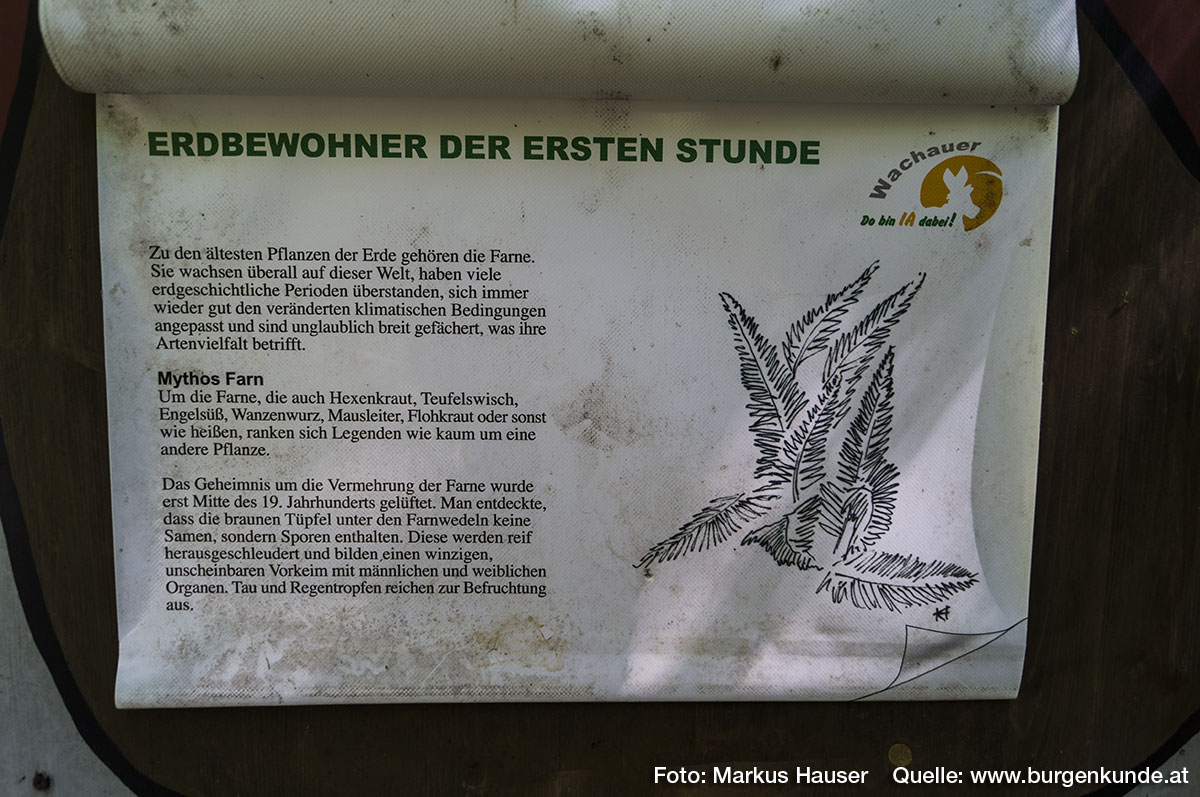 ERDBEWOHNER DER ERSTEN STUNDE
Wachauer
Do bin IA dabei!
Zu den ältesten Pflanzen der Erde gehören die Farne.
Sie wachsen überall auf dieser Welt, haben viele
erdgeschichtliche Perioden überstanden, sich immer
wieder gut den veränderten klimatischen Bedingungen
angepasst und sind unglaublich breit gefächert, was ihre
Artenvielfalt betrifft.
Mythos Farn
Um die Farne, die auch Hexenkraut, Teufelswisch,
Engelsüß, Wanzenwurz, Mausleiter, Flohkraut oder sonst
wie heißen, ranken sich Legenden wie kaum um eine
andere Pflanze.
Das Geheimnis um die Vermehrung der Farne wurde
erst Mitte des 19. Jahrhunderts gelüftet. Man entdeckte,
dass die braunen Tüpfel unter den Farnwedeln keine
Samen, sondern Sporen enthalten. Diese werden reif
herausgeschleudert und bilden einen winzigen,
unscheinbaren Vorkeim mit männlichen und weiblichen
Organen. Tau und Regentropfen reichen zur Befruchtung
aus.
Foto: Markus Hauser Quelle: www.burgenkunde.at